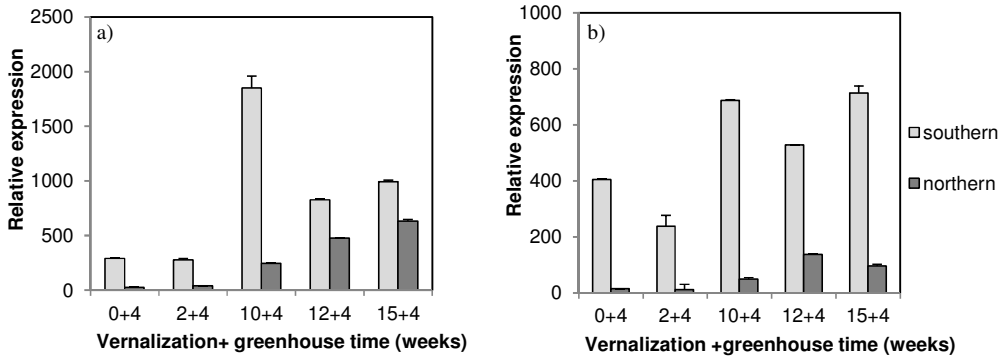 a)
Relative expression
2500
2000
1500
1000
500
0
0+4 2+4 10+4 12+4 15+4
Vernalization+ greenhouse time (weeks)
b)
Relative expression
1000
800
600
400
200
0
0+4 2+4 10+4 12+4 15+4
Vernalization +greenhouse time (weeks)
southern
northern